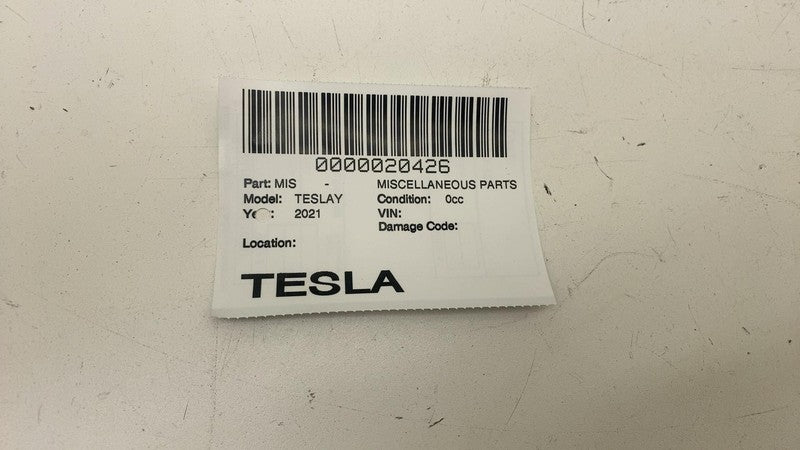 0000020426
Part: MIS - MISCELLANEOUS PARTS
Model: TESLAY Condition: 0cc
2021 VIN:
Damage Code:
Location:
TESLA